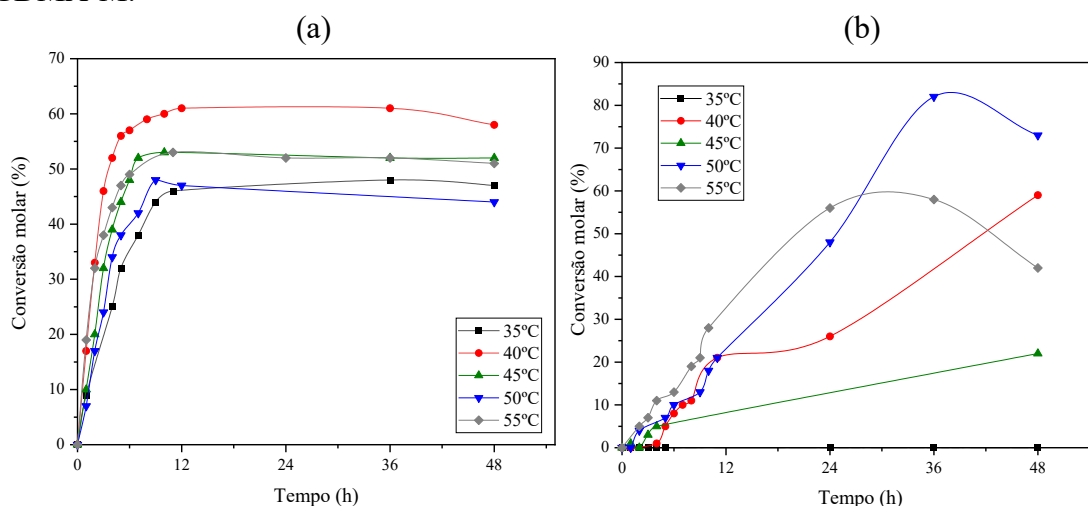 (a)
(b)
Conversão molar (%)
70
60
50
40
30
20
10
0
35ºC
40ºC
45ºC
50ºC
55ºC
0 12 24 36 48
Tempo (h)
Conversão molar (%)
90
80
70
60
50
40
30
20
10
0
35ºC
40ºC
45ºC
50ºC
55ºC
0 12 24 36 48
Tempo (h)